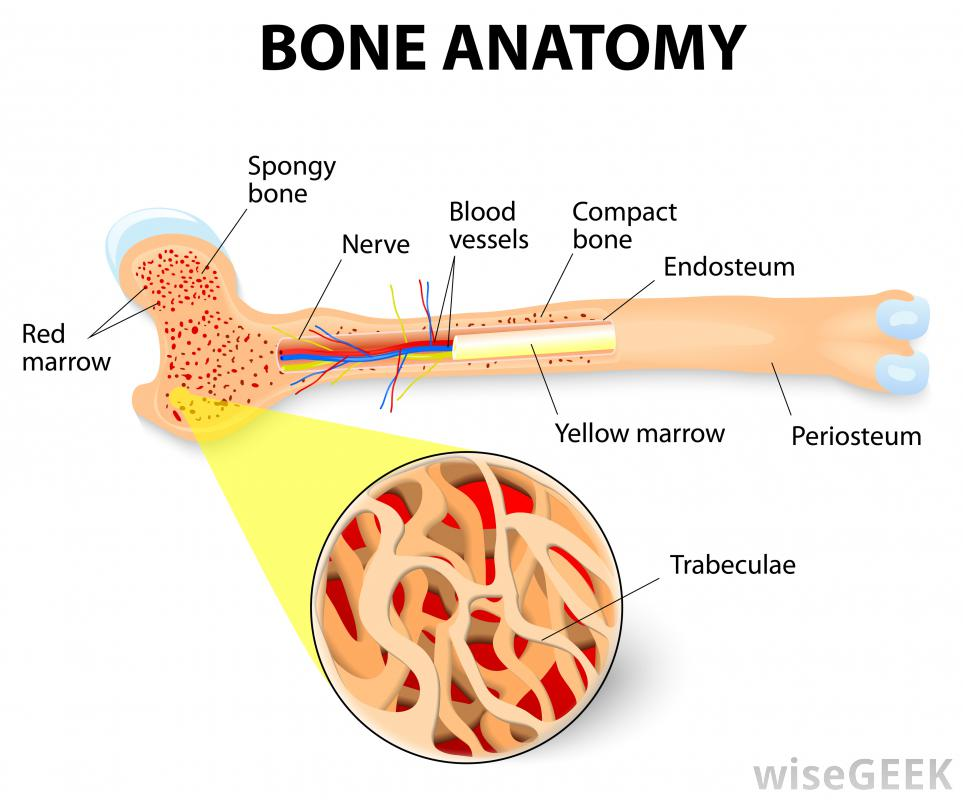 BONE ANATOMY
Spongy
bone
Blood
vessels
Compact
bone
Nerve
Endosteum
Red
marrow
Yellow marrow
Periosteum
Trabeculae
wiseGEEK